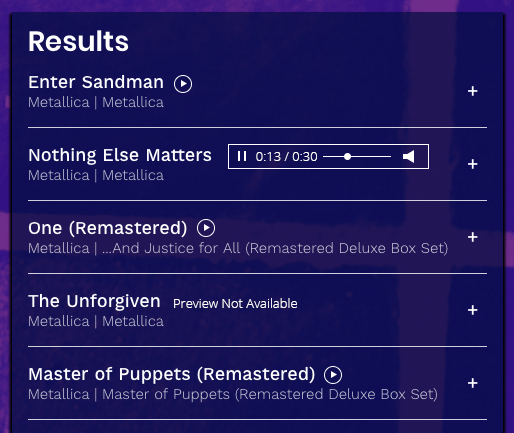 Results
Enter Sandman
Metallica | Metallica
+
Nothing Else Matters 0:13 / 0:30
Metallica | Metallica
+
One (Remastered)
Metallica | ...And Justice for All (Remastered Deluxe Box Set)
+
The Unforgiven Preview Not Available
Metallica | Metallica
+
Master of Puppets (Remastered)
Metallica | Master of Puppets (Remastered Deluxe Box Set)
+